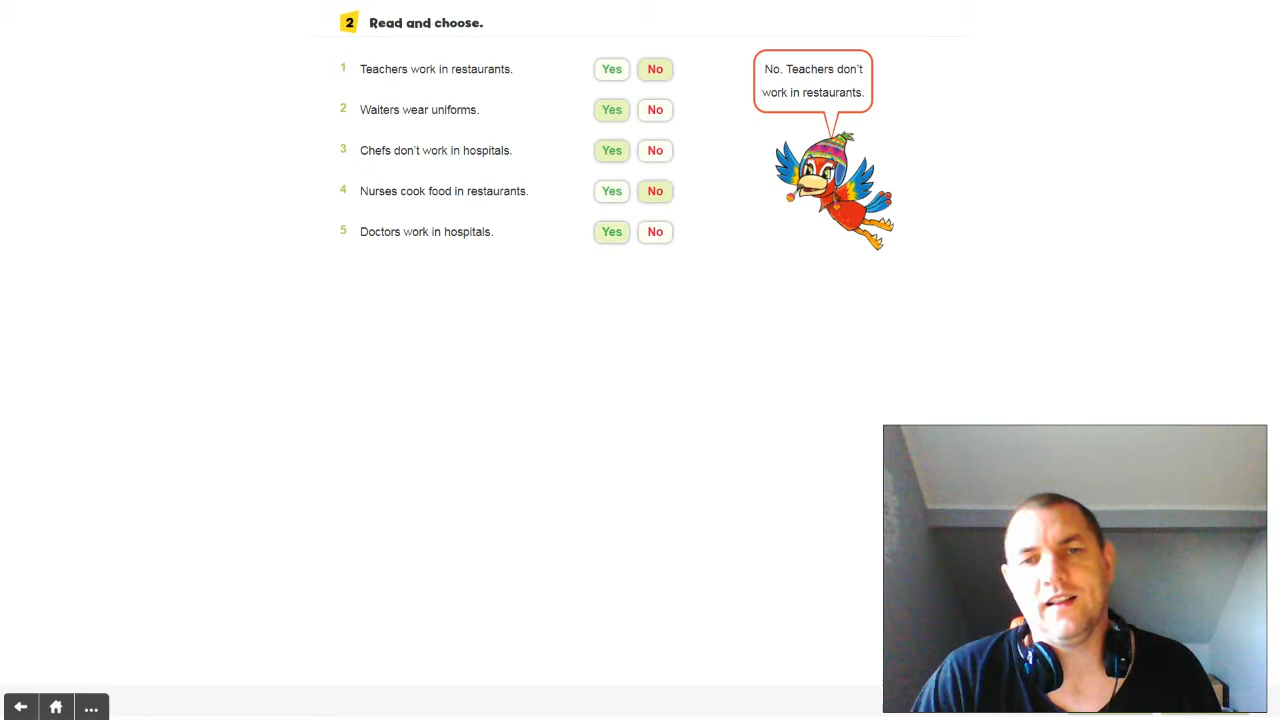 2 Read and choose.
1 Teachers work in restaurants. Yes No
2 Waiters wear uniforms. Yes No
3 Chefs don't work in hospitals. Yes No
4 Nurses cook food in restaurants. Yes No
5 Doctors work in hospitals. Yes No
No. Teachers don't
work in restaurants.
...